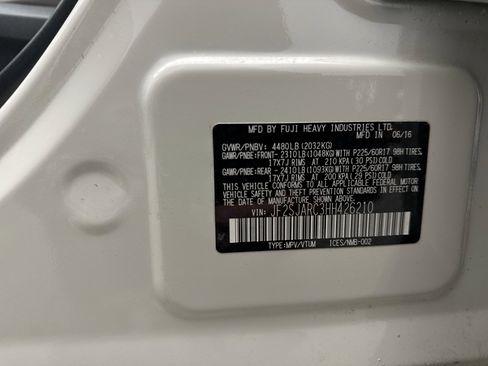 MFD BY FUJI HEAVY INDUSTRIES LTD.
MFD IN 06/16
GVWR/PNBV: 4480LB(2032KG)
GAWR/PNBE:FRONT- 2310LB(1048KG)WITH P225/60R17 98H TIRES,
17X7J RIMS AT 210 KPA(30 PSI)COLD
GAWR/PNBE:REAR - 2410LB(1093KG)WITH P225/60R17 98H TIRES,
17X7J RIMS AT 200 KPA(29 PSI)COLD
THIS VEHICLE CONFORMS TO ALL APPLICABLE FEDERAL MOTOR
VEHICLE SAFETY, BUMPER, AND THEFT PREVENTION STANDARDS
IN EFFECT ON THE DATE OF MANUFACTURE SHOWN ABOVE.
VIN: JF2SJARC3HH426210
TYPE:MPV/VTUM ICES/NMB-002